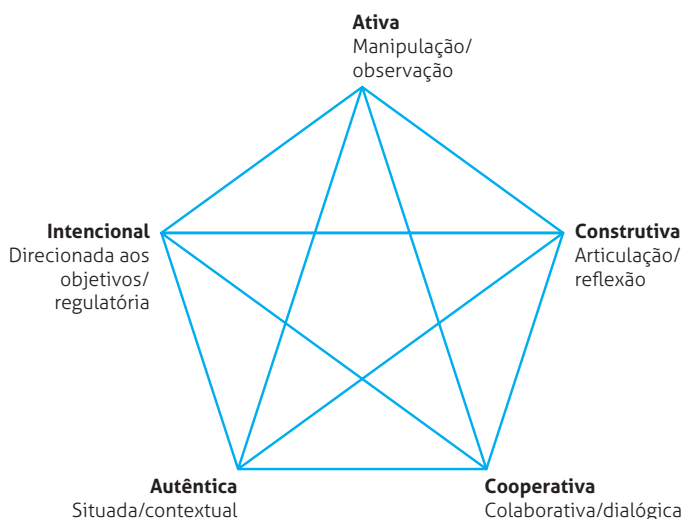 Ativa
Manipulação/
observação
Intencional
Direcionada aos
objetivos/
regulatória
Construtiva
Articulação/
reflexão
Autêntica
Situada/contextual
Cooperativa
Colaborativa/dialógica